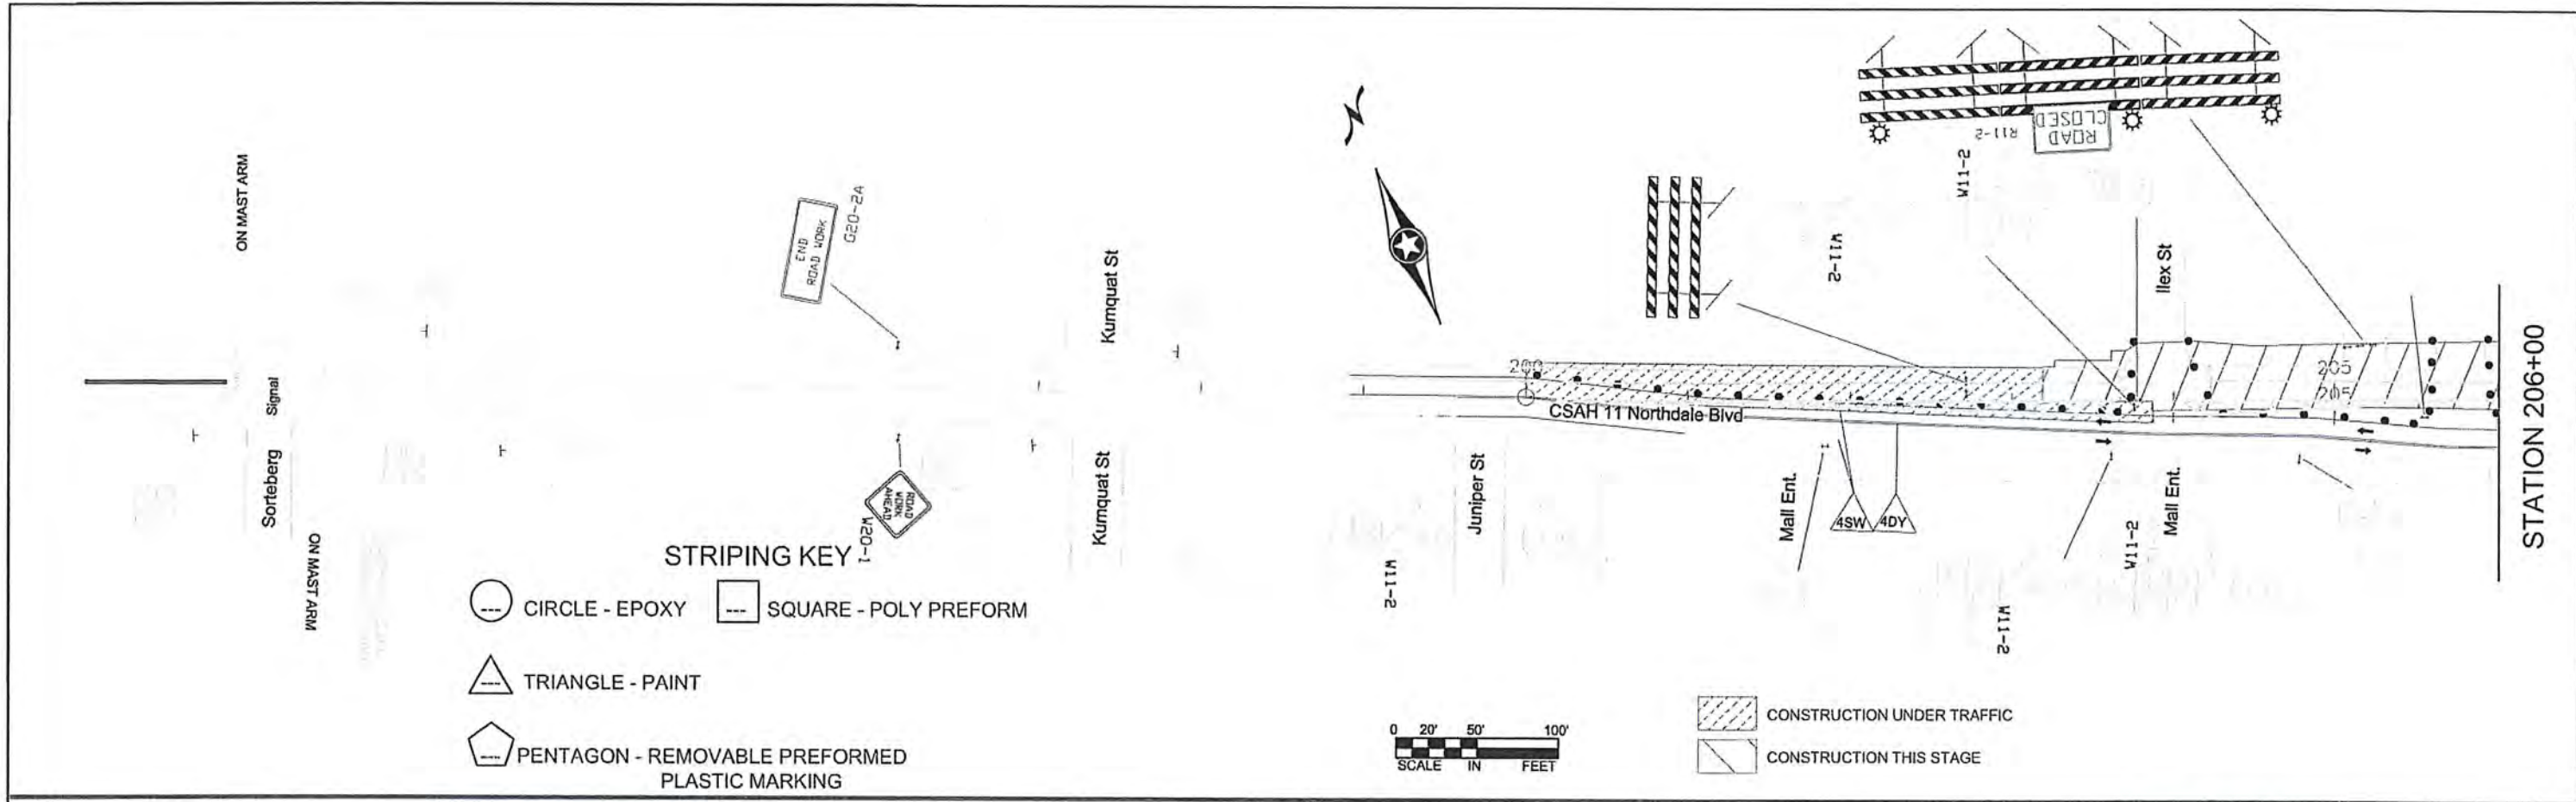 ON MAST ARM
Signal
Sorteberg
ON MAST ARM
END
ROAD WORK
G20-2A
ROAD
WORK
AHEAD
W20-1
Kumquat St
Kumquat St
STRIPING KEY
CIRCLE - EPOXY
SQUARE - POLY PREFORM
TRIANGLE - PAINT
PENTAGON - REMOVABLE PREFORMED
PLASTIC MARKING
ROAD
CLOSED
R11-2
W11-2
W11-2
Ilex St
200
205
205
CSAH 11 Northdale Blvd
Juniper St
Mall Ent.
4SW
4DY
Mall Ent.
W11-2
W11-2
W11-2
0 20' 50' 100'
SCALE IN FEET
CONSTRUCTION UNDER TRAFFIC
CONSTRUCTION THIS STAGE
STATION 206+00